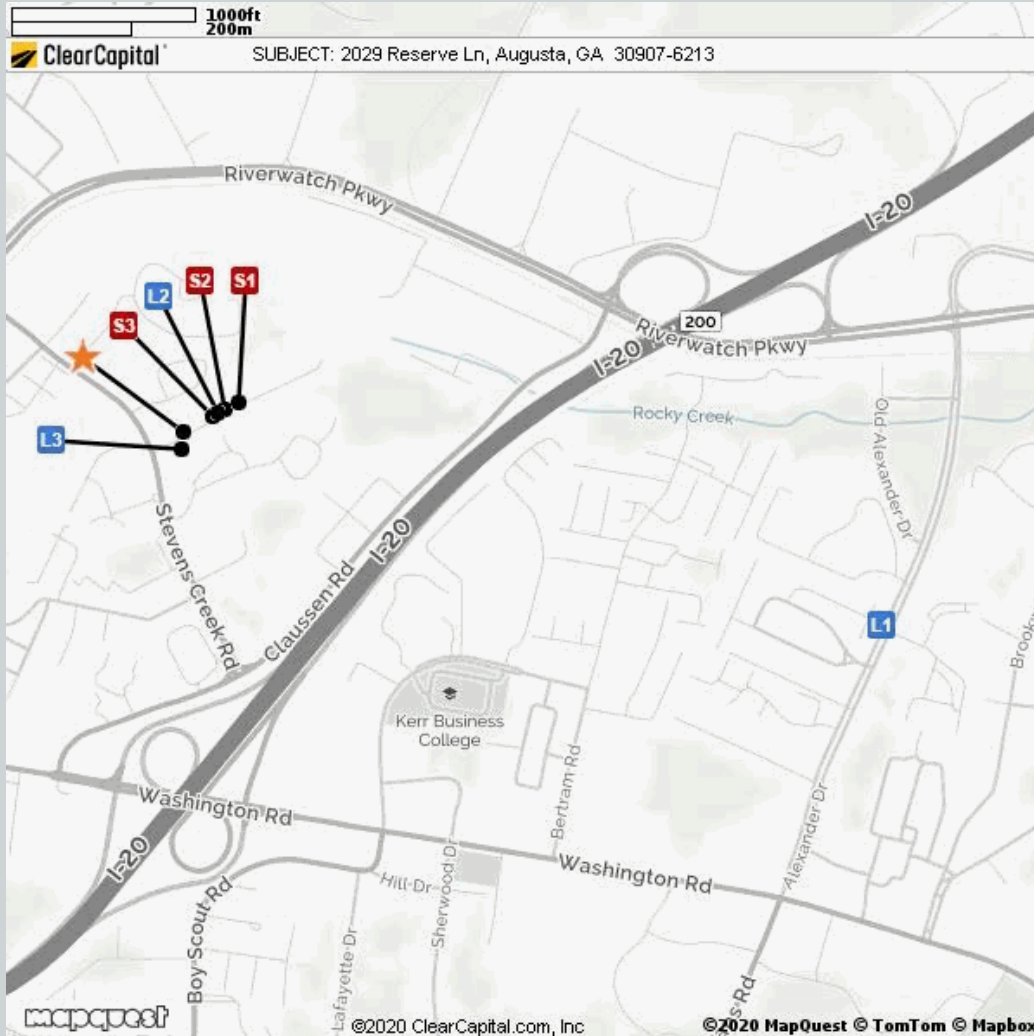 1000ft
200m
ClearCapital
SUBJECT: 2029 Reserve Ln, Augusta, GA 30907-6213
Riverwatch Pkwy
I-20
S2
S1
L2
S3
200
Riverwatch Pkwy
I-20
L3
Rocky Creek
Old Alexander Dr
Stevens Creek Rd
I-20
Claussen Rd
L1
Kerr Business
College
Washington Rd
Bertram Rd
Alexander Dr
I-20
Washington Rd
Hill Dr
Sherwood Dr
Boy Scout Rd
Lafayette Dr
mapquest
©2020 ClearCapital.com, Inc
©2020 MapQuest © TomTom © Mapbo